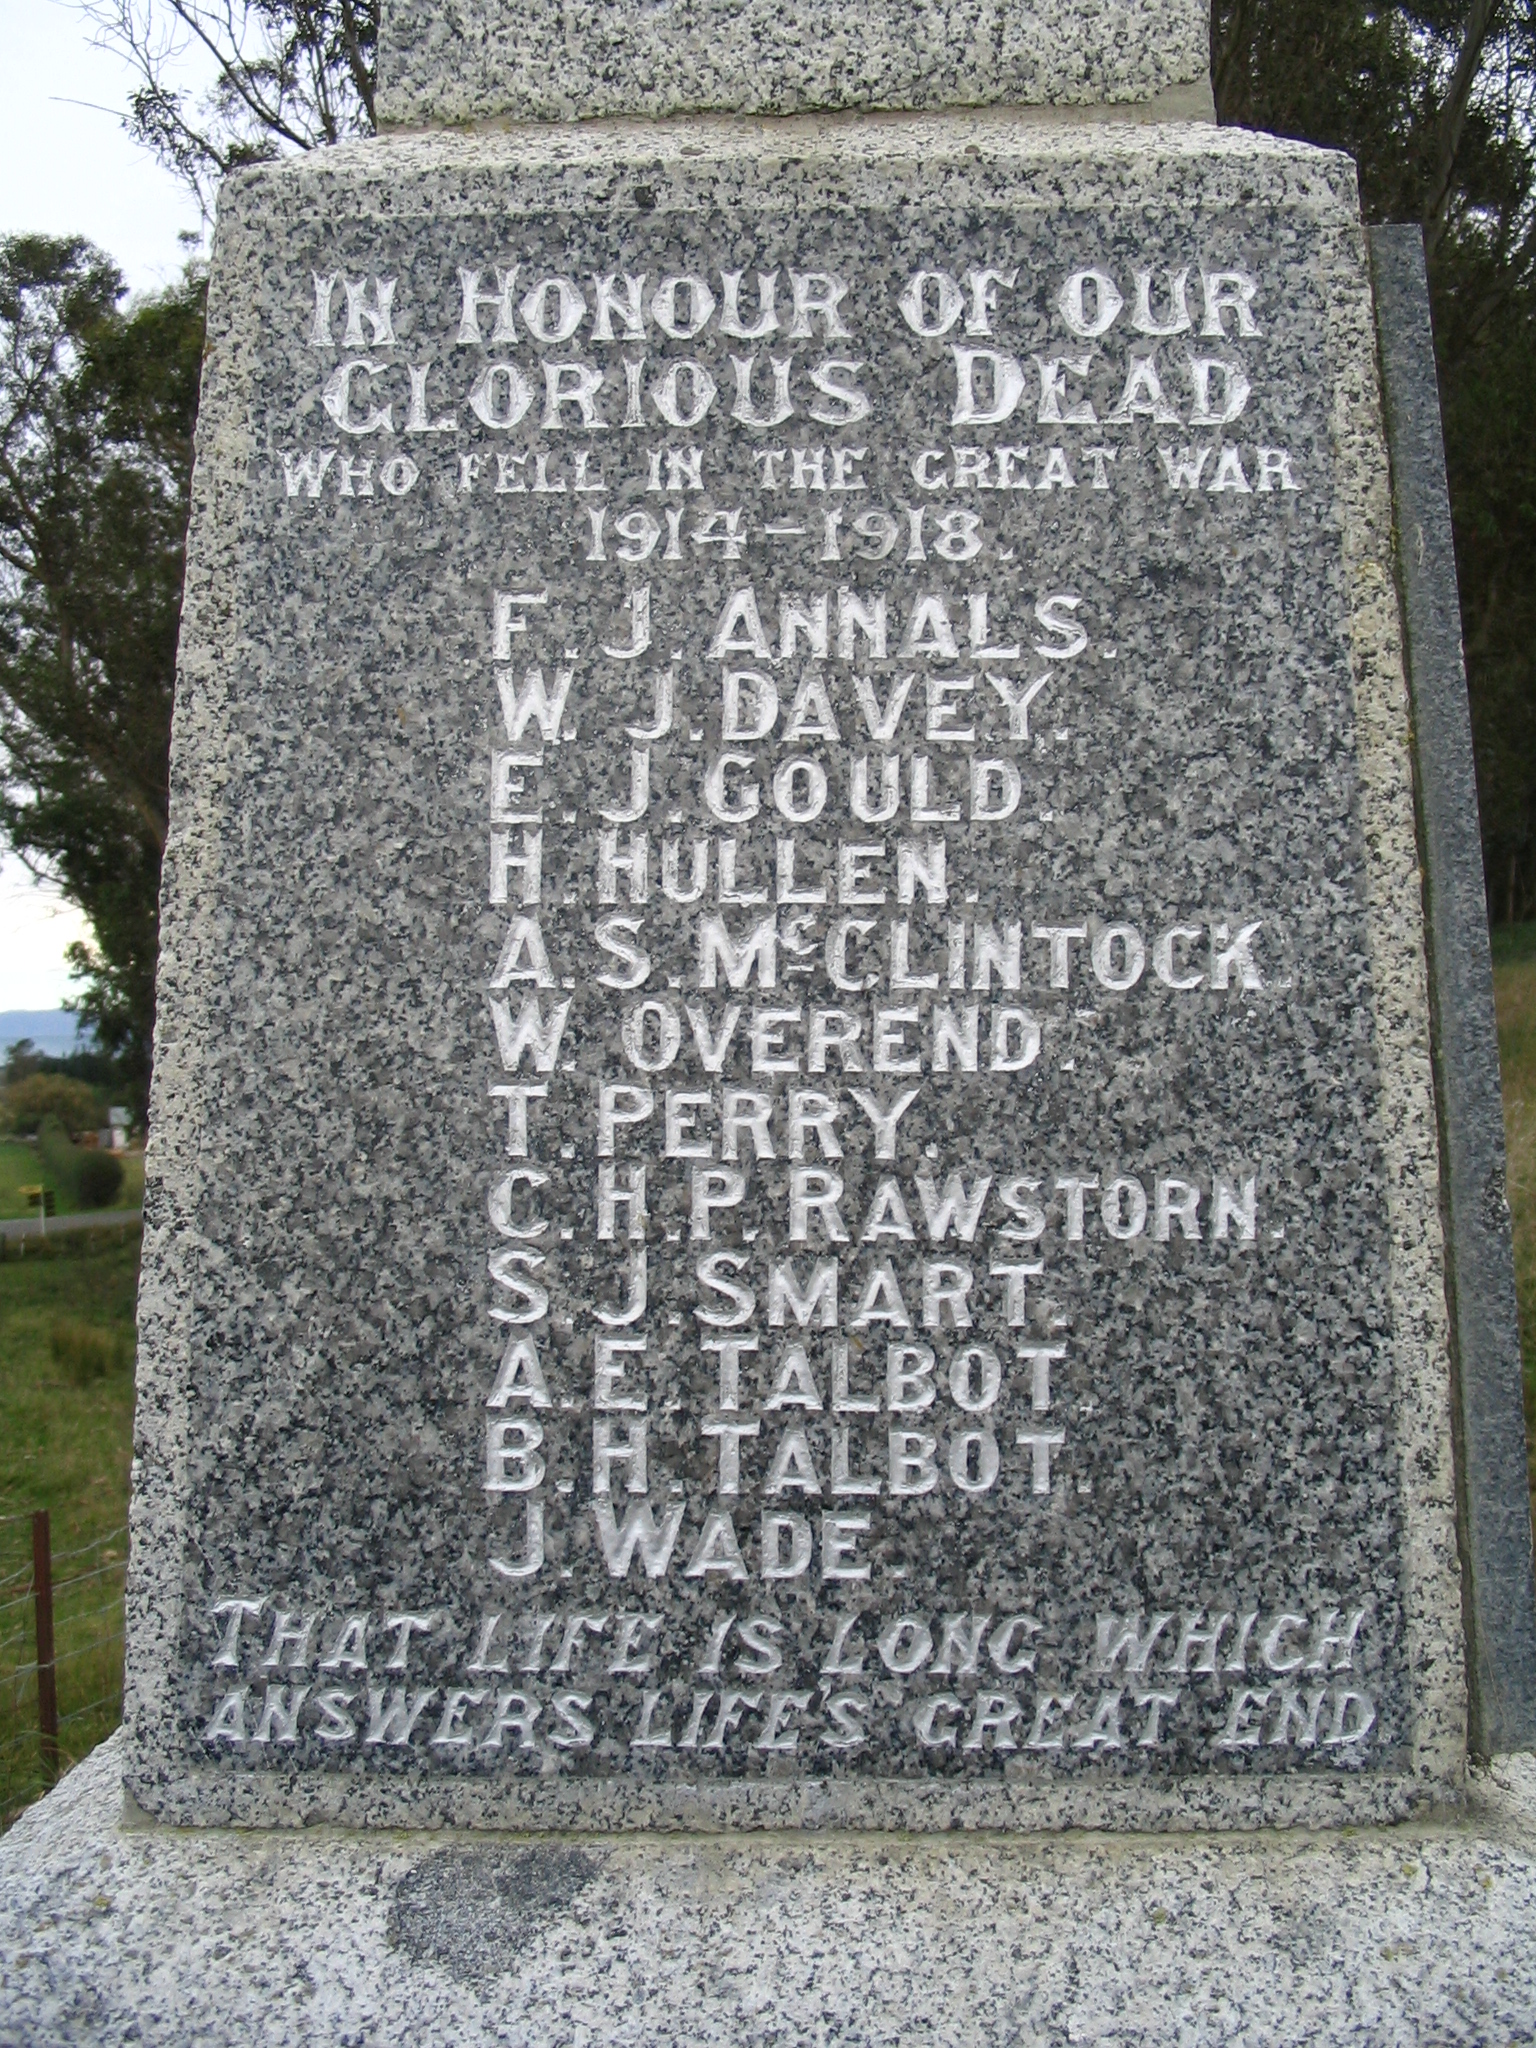 IN HONOUR OF OUR
GLORIOUS DEAD
WHO FELL IN THE GREAT WAR
1914-1918.
F. J. ANNALS.
W. J. DAVEY.
E. J. GOULD.
H. HULLEN.
A. S. McCLINTOCK.
W. OVEREND.
T. PERRY.
C. H. P. RAWSTORN.
S. J. SMART.
A. E. TALBOT.
B. H. TALBOT.
J. WADE.
THAT LIFE IS LONG WHICH
ANSWERS LIFE'S GREAT END